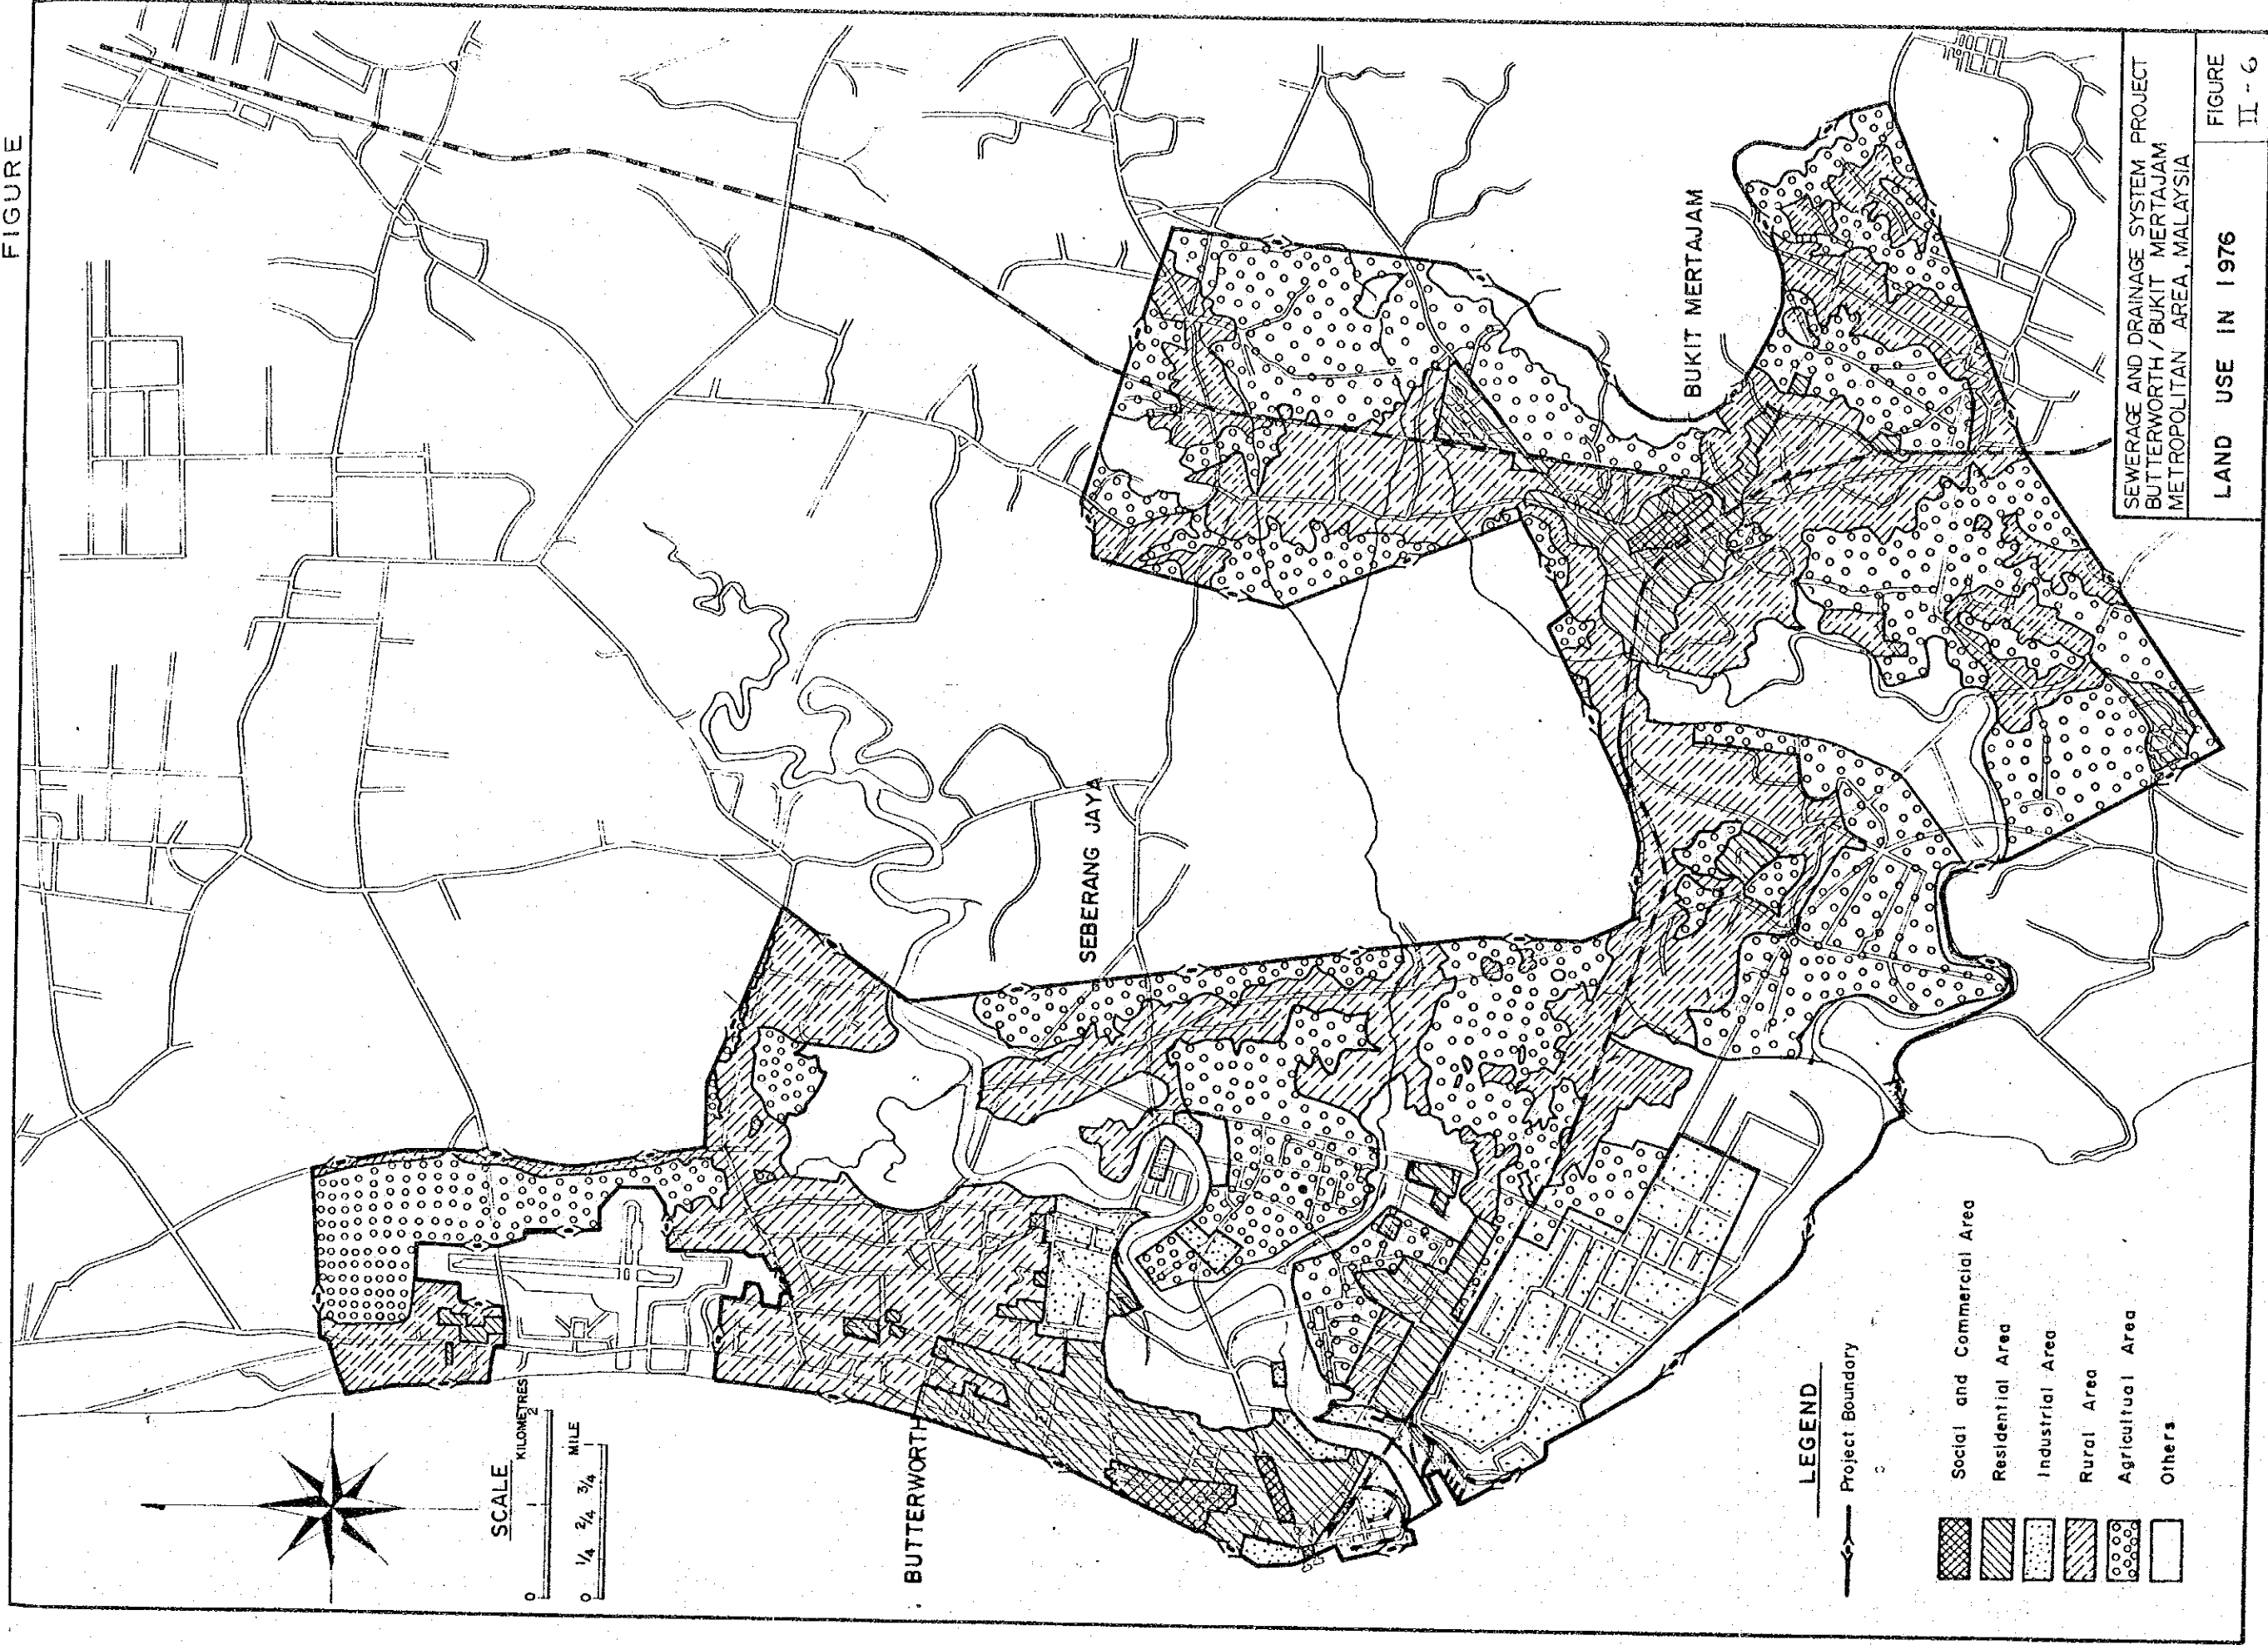 FIGURE
SCALE
KILOMETRES
0 2
MILE
0 1/4 2/4 3/4
BUTTERWORTH
SEBERANG JAYA
BUKIT MERTAJAM
LEGEND
Project Boundary
Social and Commercial Area
Residential Area
Industrial Area
Rural Area
Agricultual Area
Others
SEWERAGE AND DRAINAGE SYSTEM PROJECT
BUTTERWORTH / BUKIT MERTAJAM
METROPOLITAN AREA, MALAYSIA
LAND USE IN 1976
FIGURE
II - 6